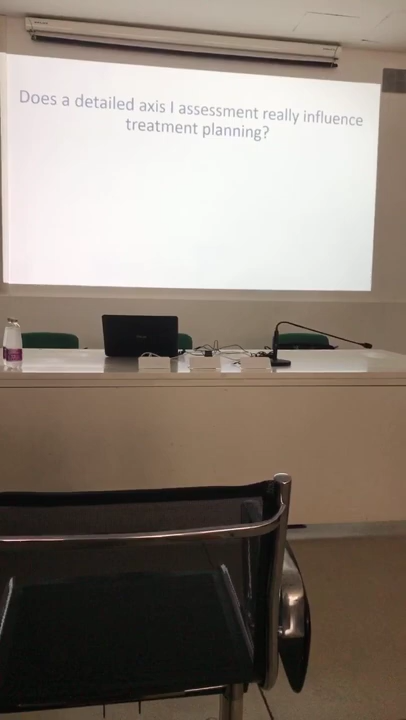 Does a detailed axis I assessment really influence
treatment planning?